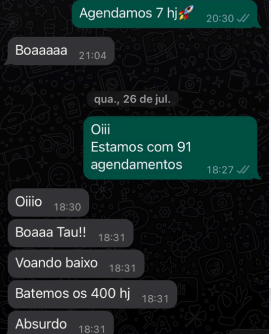 Agendamos 7 hj🚀 20:30
Boaaaaa 21:04
qua., 26 de jul.
Oiii
Estamos com 91
agendamentos 18:27
Oiiio 18:30
Boaaa Tau!! 18:31
Voando baixo 18:31
Batemos os 400 hj 18:31
Absurdo 18:31